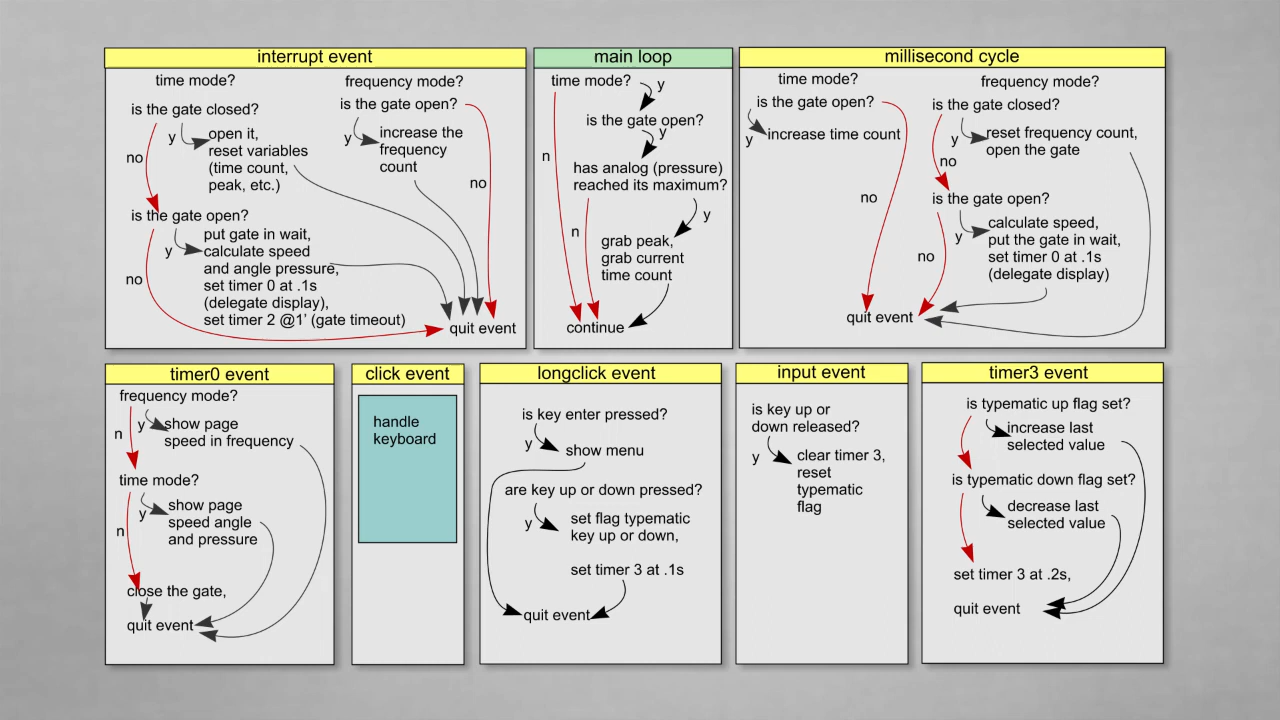 interrupt event
time mode?
is the gate closed?
y
open it,
reset variables
(time count,
peak, etc.)
no
is the gate open?
y
put gate in wait,
calculate speed
and angle pressure,
set timer 0 at .1s
(delegate display),
set timer 2 @1' (gate timeout)
no
frequency mode?
is the gate open?
y
increase the
frequency
count
no
quit event
main loop
time mode?
y
is the gate open?
y
n
has analog (pressure)
reached its maximum?
y
n
grab peak,
grab current
time count
continue
millisecond cycle
time mode?
is the gate open?
y
increase time count
no
frequency mode?
is the gate closed?
y
reset frequency count,
open the gate
no
is the gate open?
y
calculate speed,
put the gate in wait,
set timer 0 at .1s
(delegate display)
no
quit event
timer0 event
frequency mode?
y
show page
speed in frequency
n
time mode?
y
show page
speed angle
and pressure
n
close the gate,
quit event
click event
handle
keyboard
longclick event
is key enter pressed?
y
show menu
are key up or down pressed?
y
set flag typematic
key up or down,
set timer 3 at .1s
quit event
input event
is key up or
down released?
y
clear timer 3,
reset
typematic
flag
timer3 event
is typematic up flag set?
increase last
selected value
is typematic down flag set?
decrease last
selected value
set timer 3 at .2s,
quit event